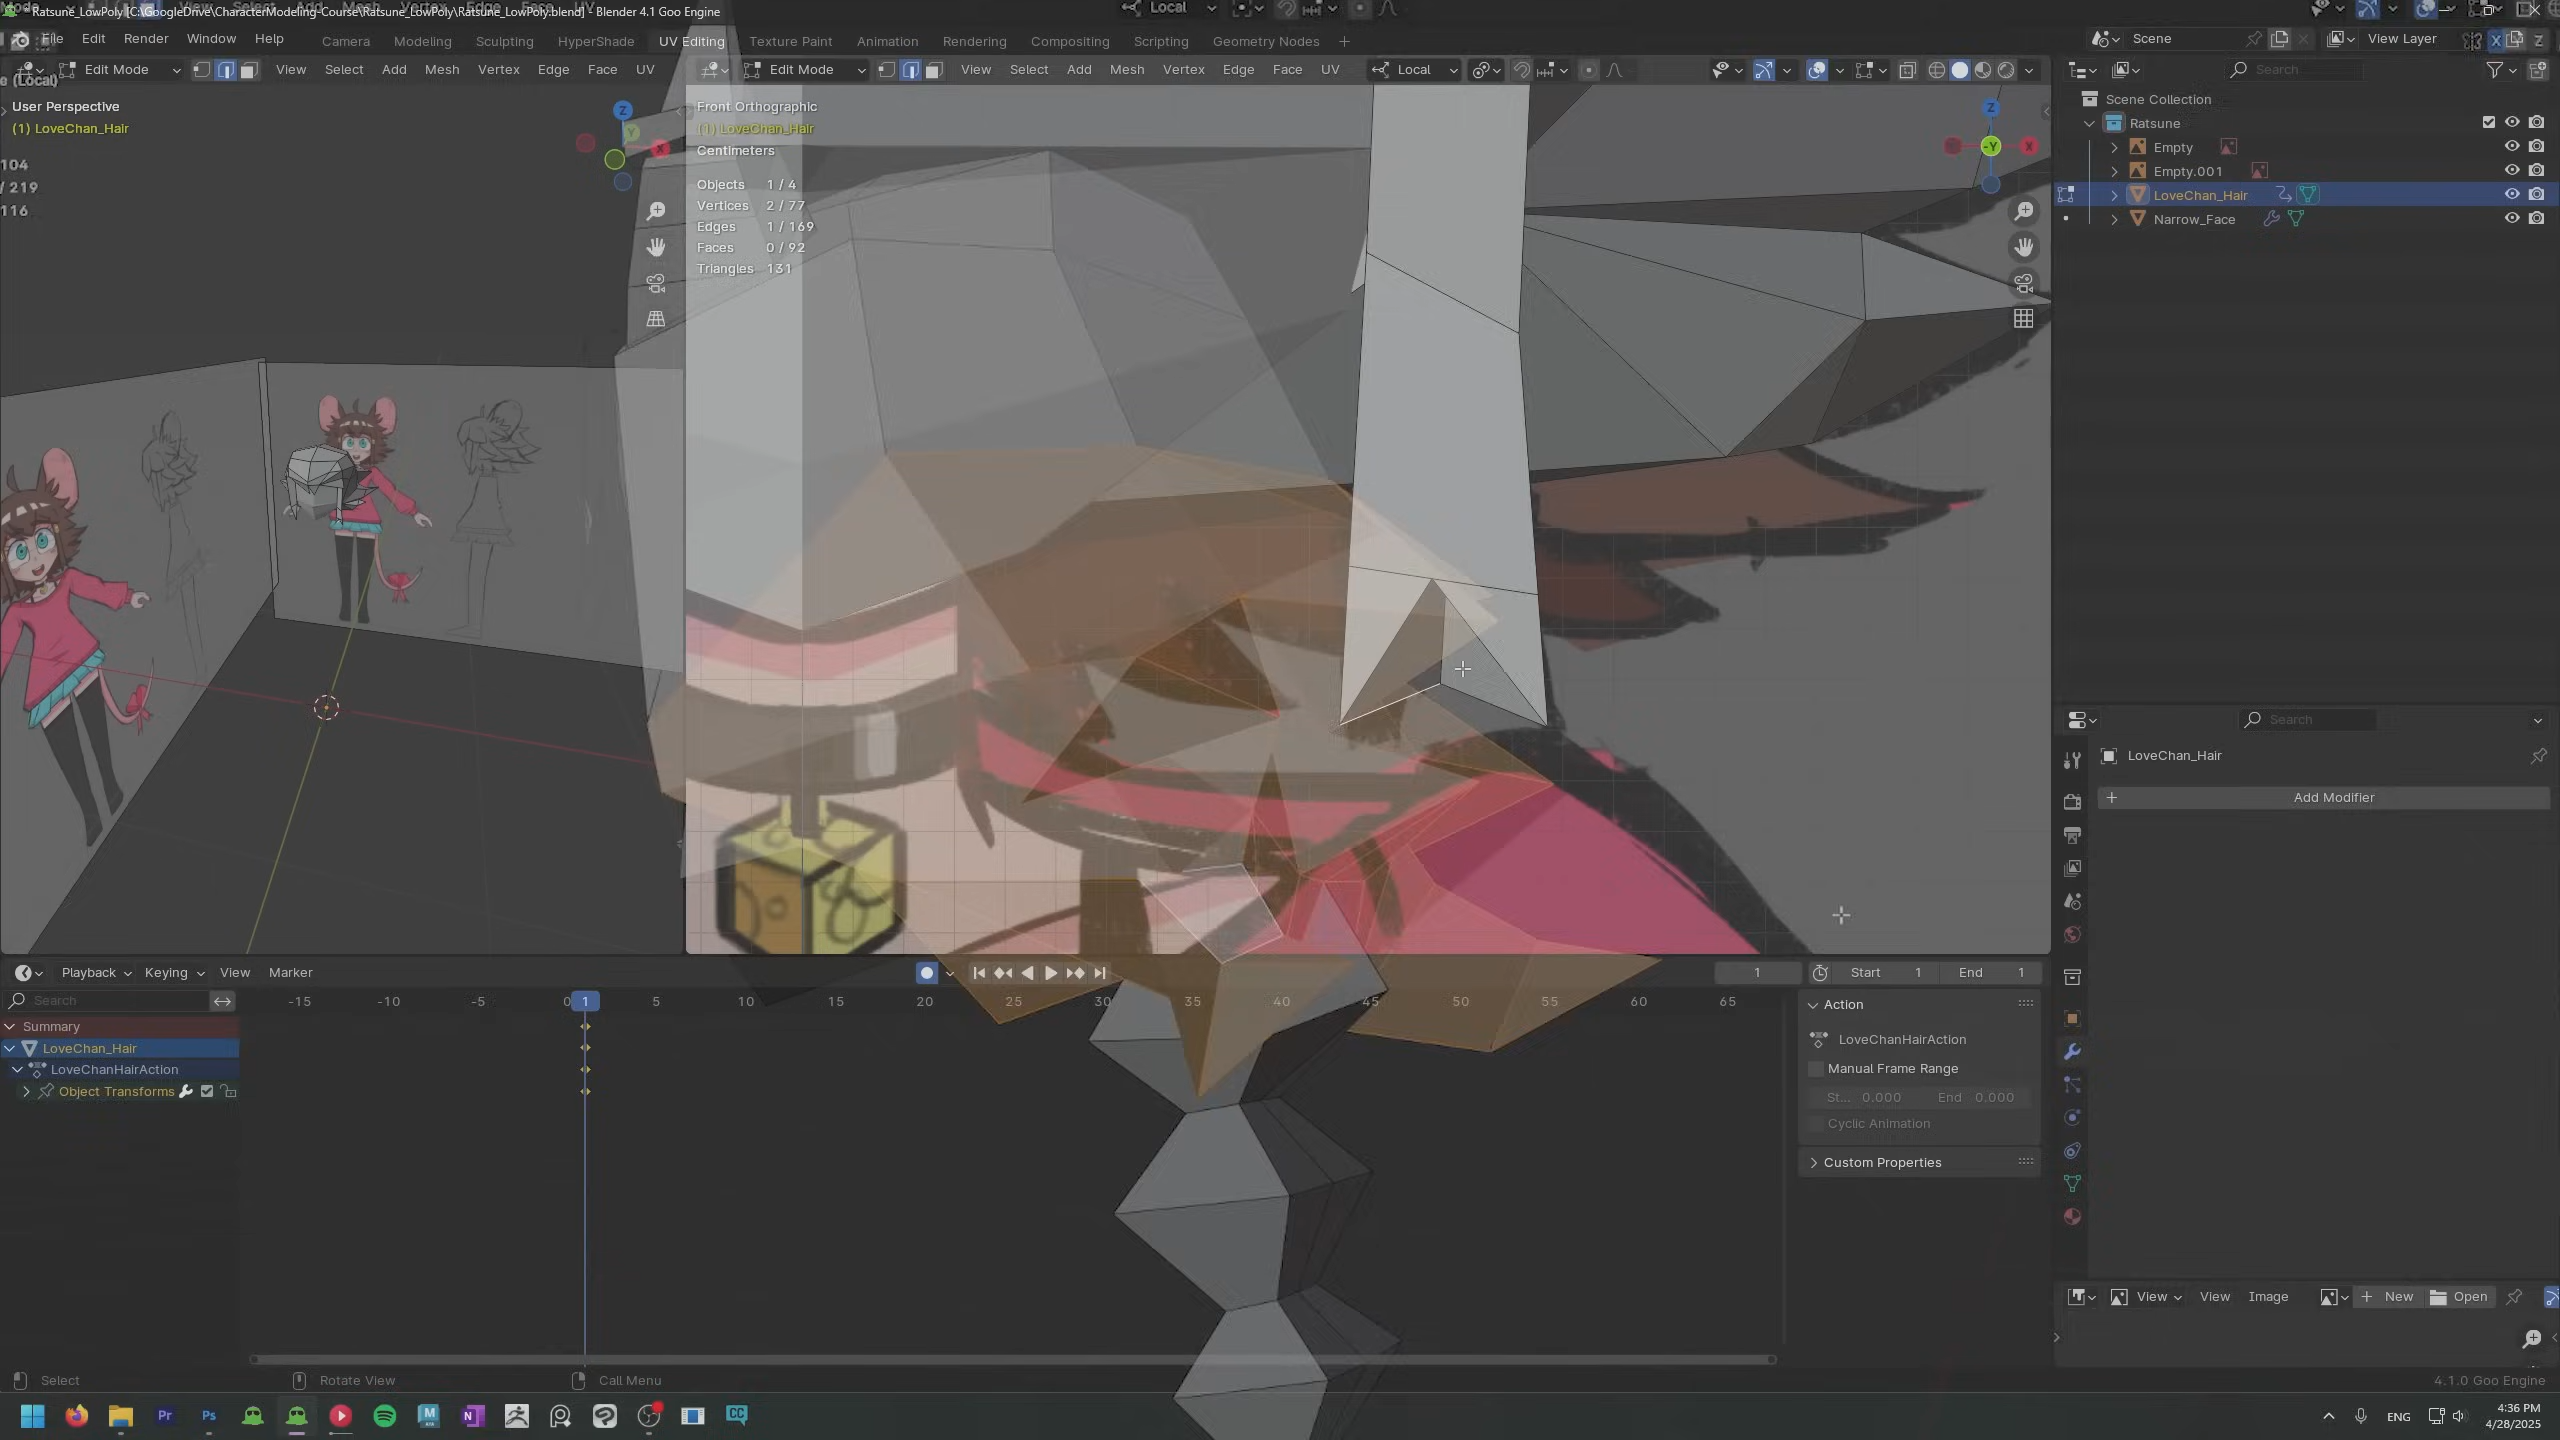 Ratsune_LowPoly [C:\GoogleDrive\CharacterModeling-Course\Ratsune_LowPoly\Ratsune_LowPoly.blend] - Blender 4.1 Goo Engine
Local
File Edit Render Window Help
Camera Modeling Sculpting HyperShade UV Editing Texture Paint Animation Rendering Compositing Scripting Geometry Nodes
Scene
View Layer
X
Z
Edit Mode View Select Add Mesh Vertex Edge Face UV
Edit Mode View Select Add Mesh Vertex Edge Face UV Local
Search
e (Local)
User Perspective
(1) LoveChan_Hair
104
/ 219
116
Z
Y
X
Front Orthographic
(1) LoveChan_Hair
Centimeters
Objects 1 / 4
Vertices 2 / 77
Edges 1 / 169
Faces 0 / 92
Triangles 131
Z
-Y
X
Scene Collection
Ratsune
Empty
Empty.001
LoveChan_Hair
Narrow_Face
Search
LoveChan_Hair
Add Modifier
Playback Keying View Marker
1
Start 1
End 1
Search
-15 -10 -5 0 1 5 10 15 20 25 30 35 40 45 50 55 60 65
Summary
LoveChan_Hair
LoveChanHairAction
Object Transforms
Action
LoveChanHairAction
Manual Frame Range
St... 0.000 End 0.000
Cyclic Animation
Custom Properties
View View Image New Open
Select
Rotate View
Call Menu
4.1.0 Goo Engine
Pr
Ps
M
N
CC
ENG
4:36 PM
4/28/2025